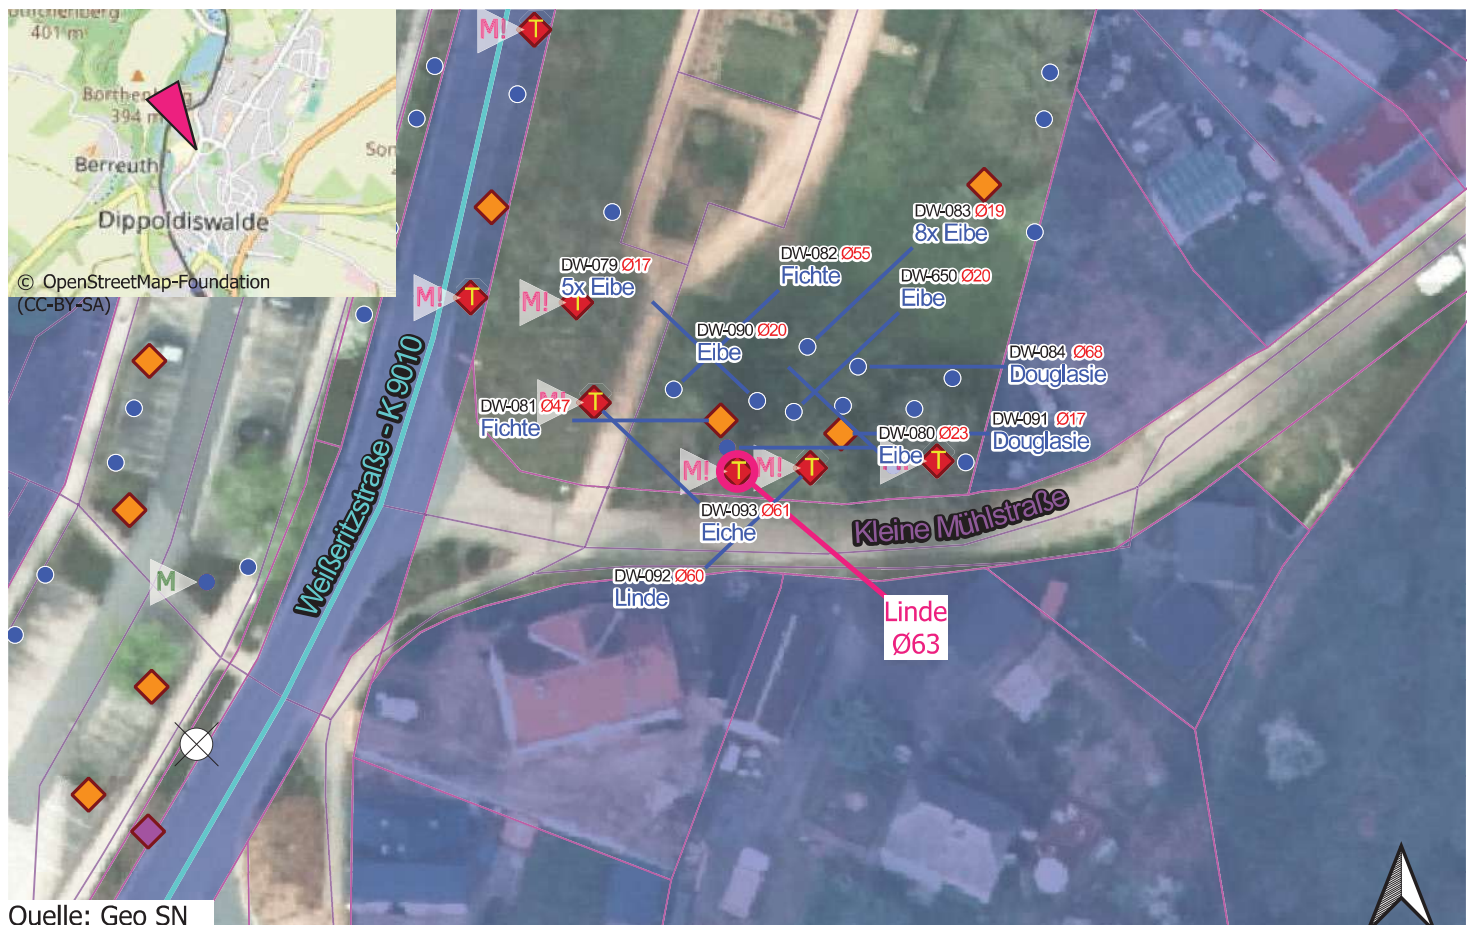 401 m
394 m
Berreuth
Dippoldiswalde
© OpenStreetMap-Foundation
(CC-BY-SA)
M!
T
M!
T
M!
T
DW-079 Ø17
5x Eibe
DW-083 Ø19
8x Eibe
DW-082 Ø55
Fichte
DW-650 Ø20
Eibe
DW-090 Ø20
Eibe
DW-084 Ø68
Douglasie
T
DW-081 Ø47
Fichte
DW-091 Ø17
Douglasie
DW-080 Ø23
Eibe
M!
T
M!
T
T
DW-093 Ø61
Eiche
Kleine Mühlstraße
Weißeritzstraße - K 9010
M
DW-092 Ø60
Linde
Linde
Ø63
Quelle: Geo SN